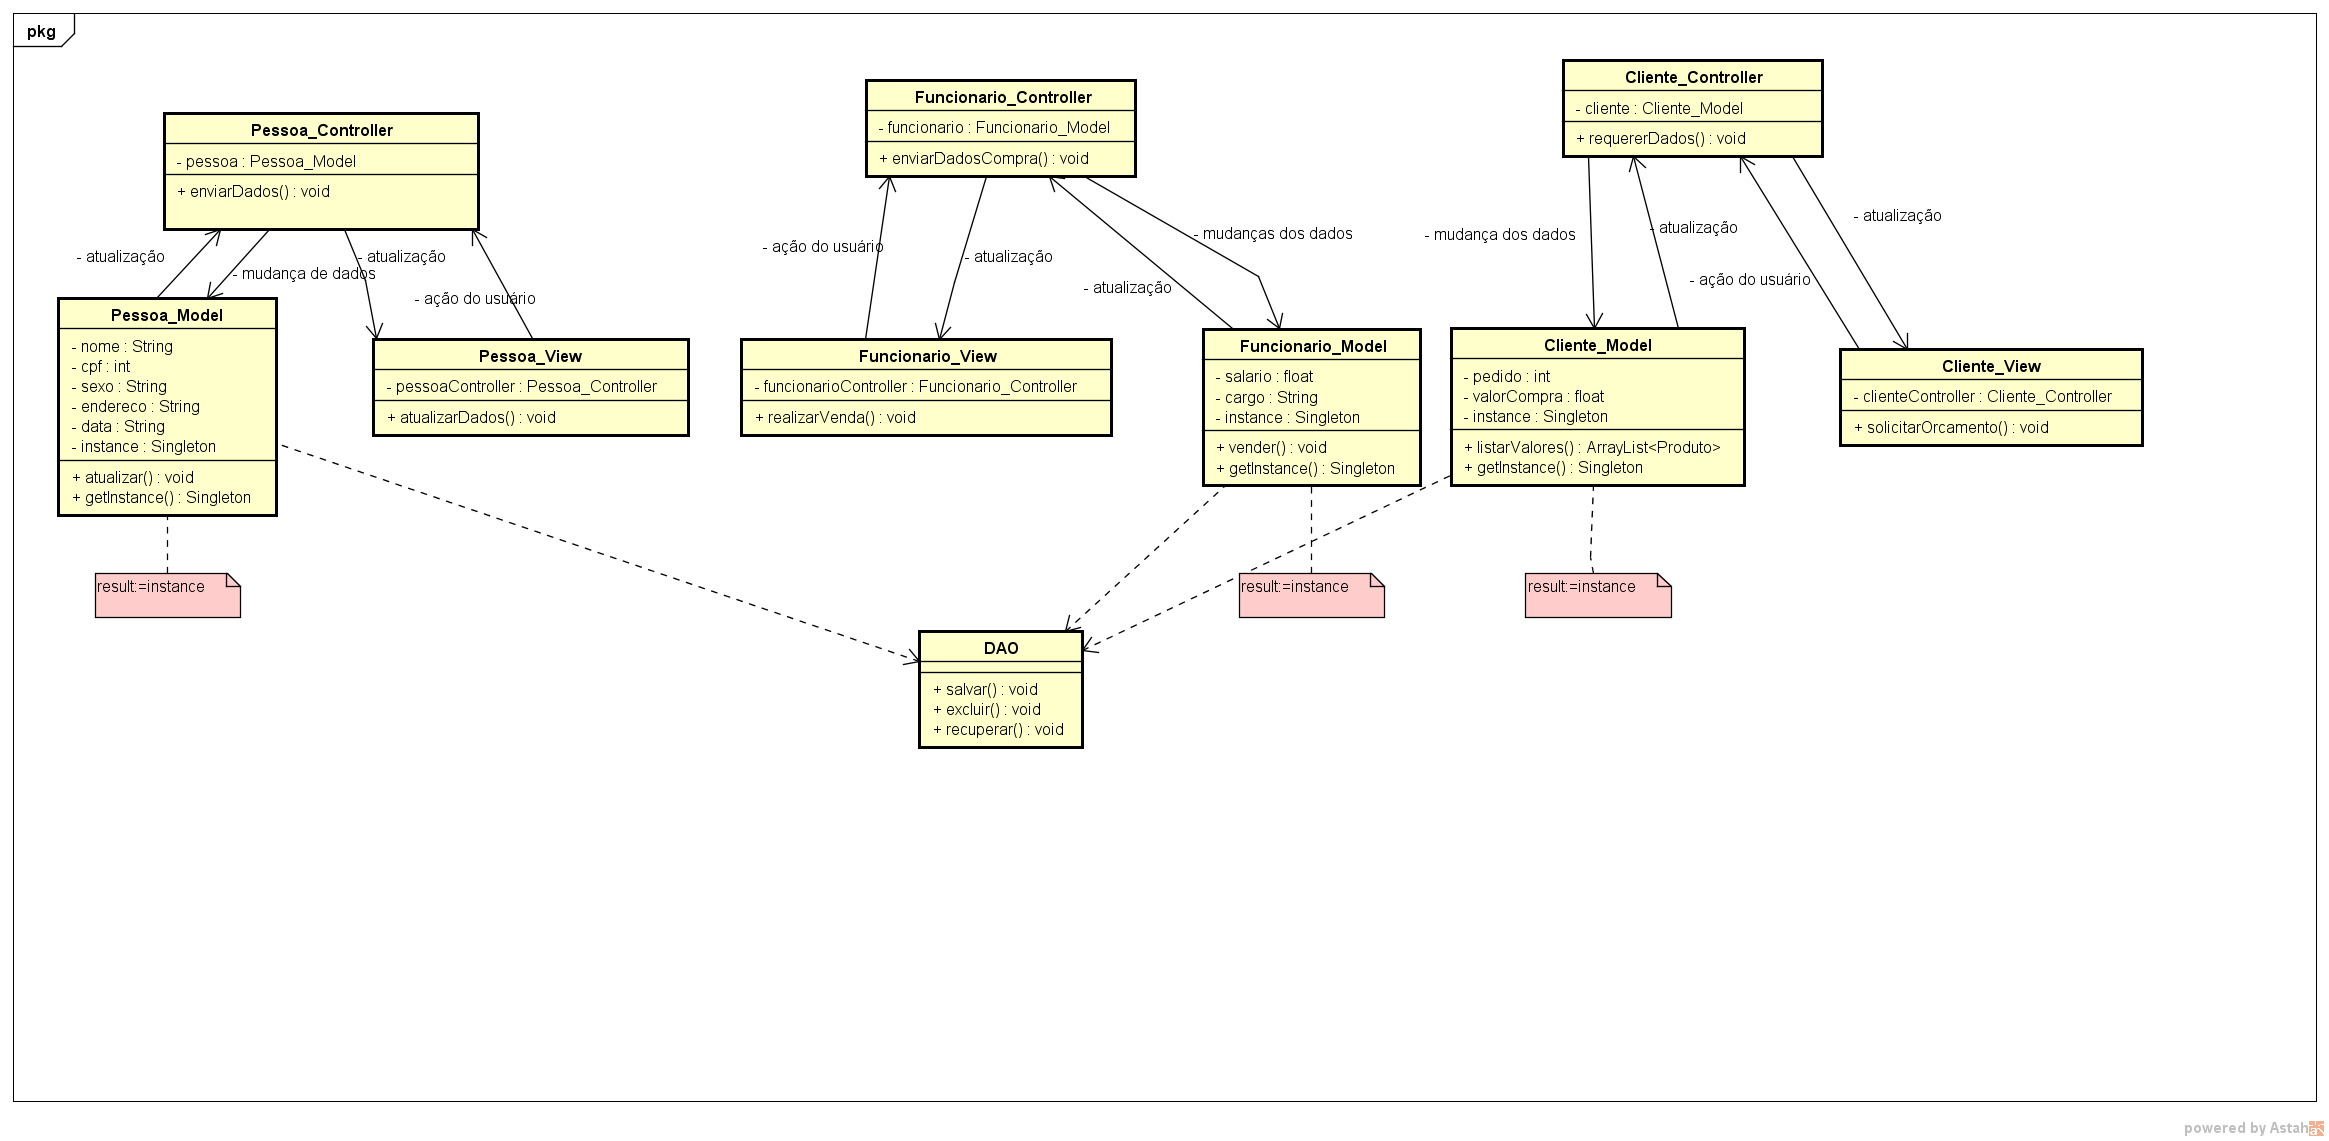 pkg
Pessoa_Controller
- pessoa : Pessoa_Model
+ enviarDados() : void
- atualização
- mudança de dados
- atualização
- ação do usuário
Pessoa_Model
- nome : String
- cpf : int
- sexo : String
- endereco : String
- data : String
- instance : Singleton
+ atualizar() : void
+ getInstance() : Singleton
result:=instance
Pessoa_View
- pessoaController : Pessoa_Controller
+ atualizarDados() : void
Funcionario_Controller
- funcionario : Funcionario_Model
+ enviarDadosCompra() : void
- ação do usuário
- atualização
- atualização
- mudanças dos dados
Funcionario_View
- funcionarioController : Funcionario_Controller
+ realizarVenda() : void
Funcionario_Model
- salario : float
- cargo : String
- instance : Singleton
+ vender() : void
+ getInstance() : Singleton
result:=instance
Cliente_Controller
- cliente : Cliente_Model
+ requererDados() : void
- mudança dos dados
- atualização
- ação do usuário
- atualização
Cliente_Model
- pedido : int
- valorCompra : float
- instance : Singleton
+ listarValores() : ArrayList<Produto>
+ getInstance() : Singleton
result:=instance
Cliente_View
- clienteController : Cliente_Controller
+ solicitarOrcamento() : void
DAO
+ salvar() : void
+ excluir() : void
+ recuperar() : void
powered by Astah